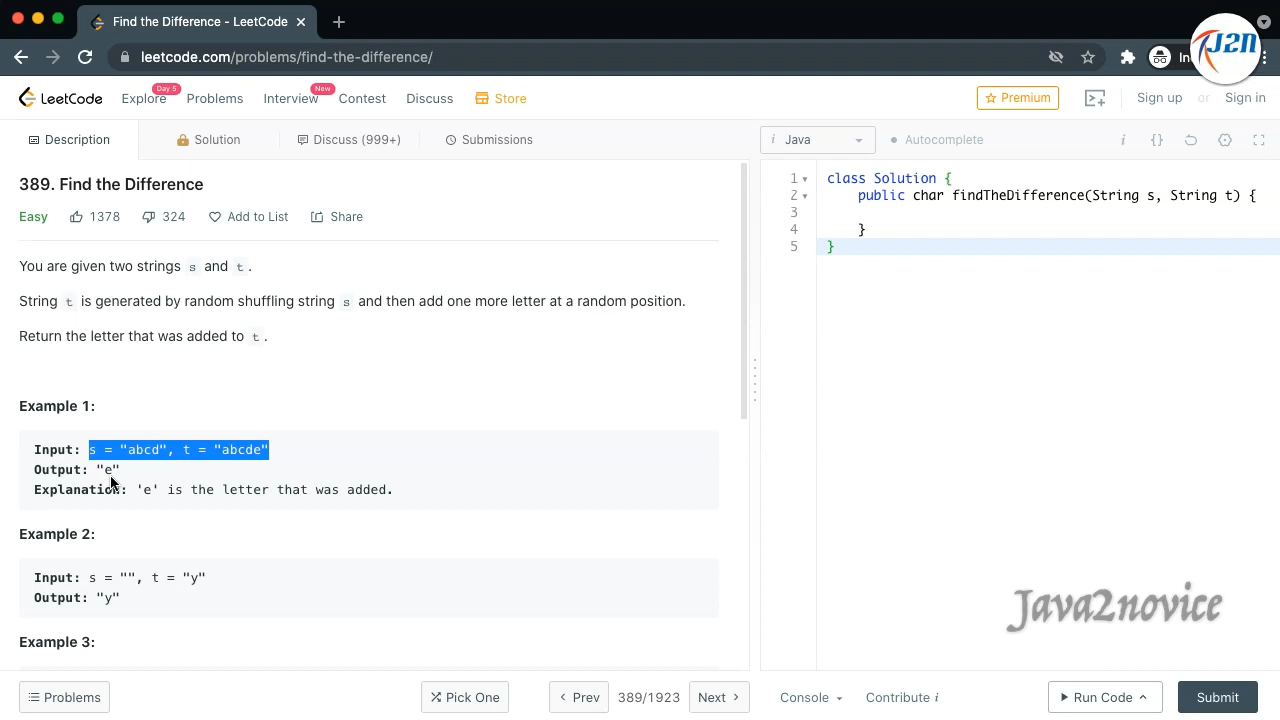 Find the Difference - LeetCode
J2N
leetcode.com/problems/find-the-difference/
LeetCode
Explore
Day 5
Problems
Interview
New
Contest
Discuss
Store
Premium
Sign up
or
Sign in
Description
Solution
Discuss (999+)
Submissions
i Java
Autocomplete
i
{}
389. Find the Difference
Easy
1378
324
Add to List
Share
You are given two strings s and t.
String t is generated by random shuffling string s and then add one more letter at a random position.
Return the letter that was added to t.
Example 1:
Input: s = "abcd", t = "abcde"
Output: "e"
Explanation: 'e' is the letter that was added.
Example 2:
Input: s = "", t = "y"
Output: "y"
Example 3:
1 class Solution {
2 public char findTheDifference(String s, String t) {
3
4 }
5 }
Java2novice
Problems
Pick One
Prev
389/1923
Next
Console
Contribute i
Run Code
Submit